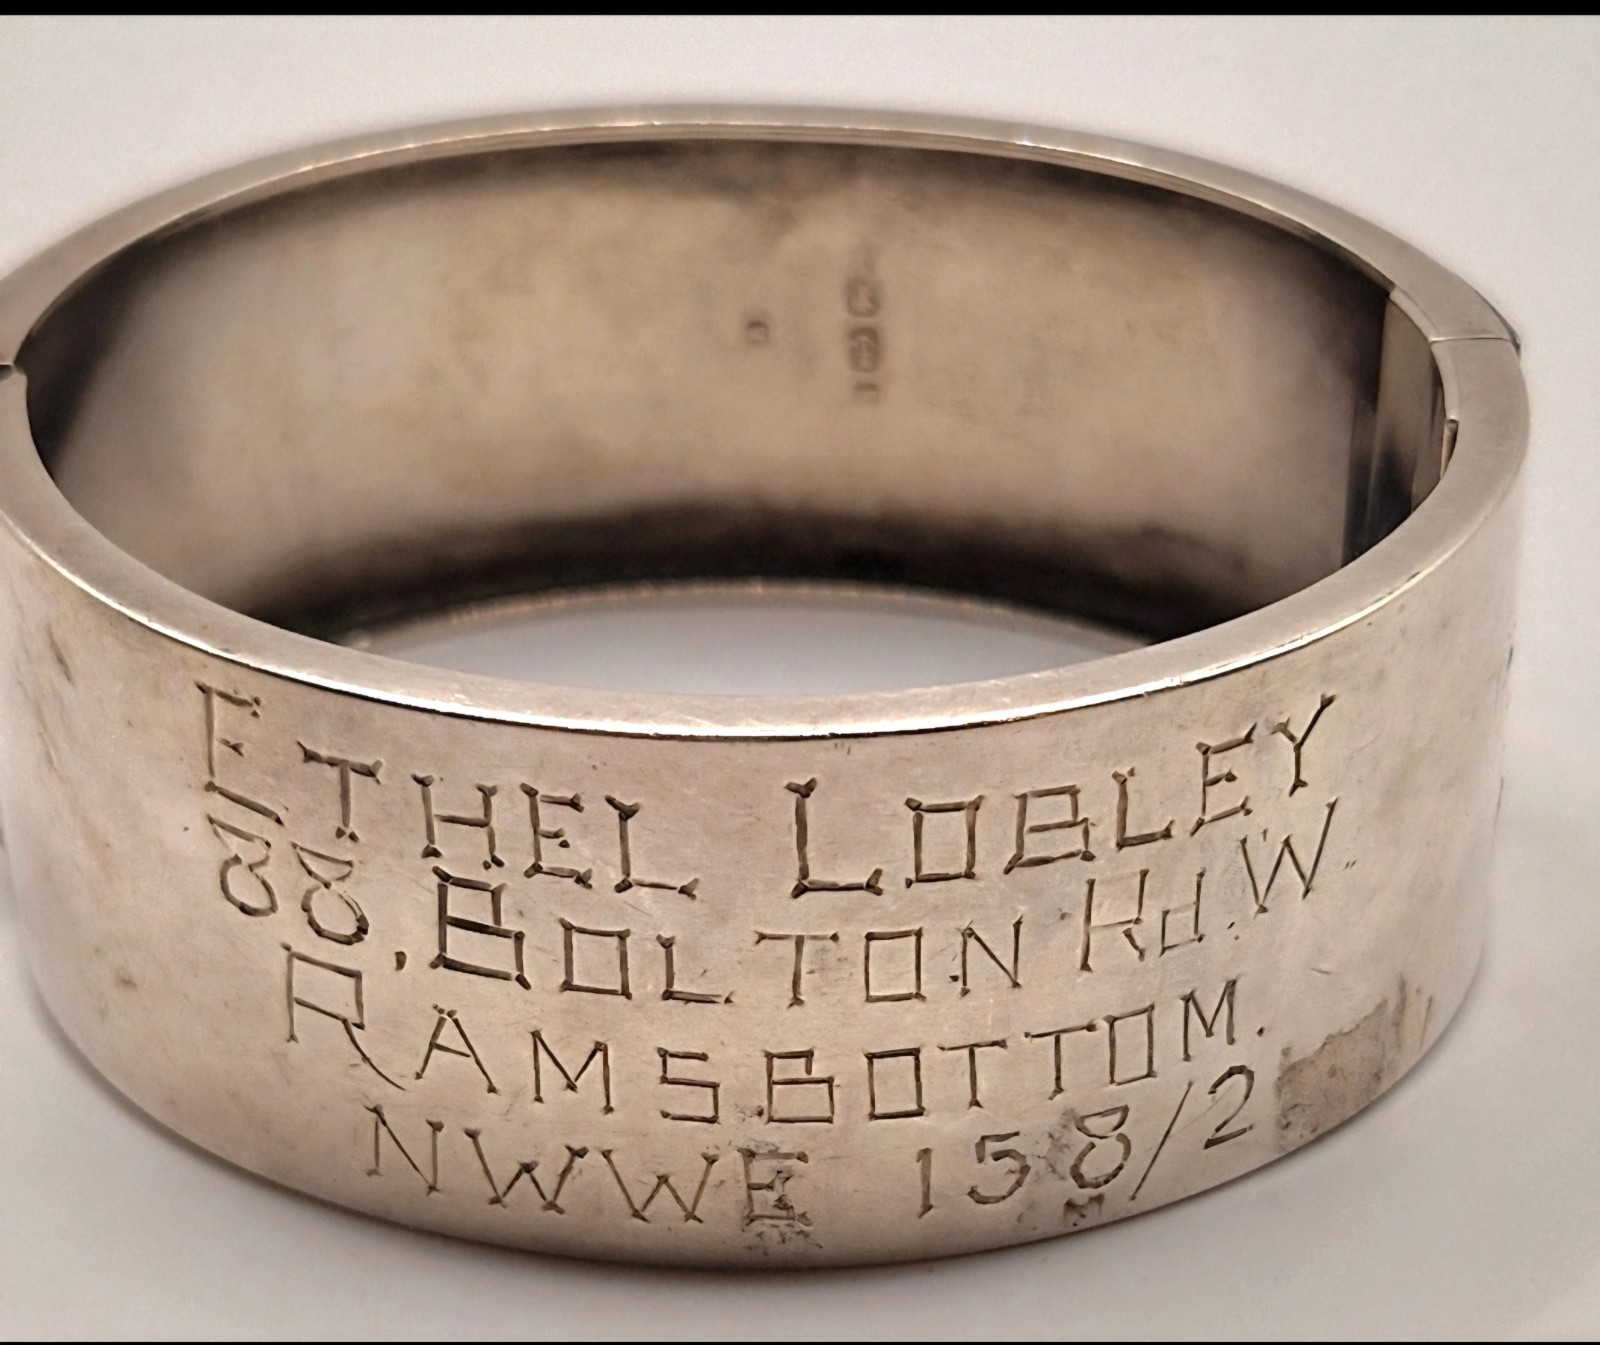 ETHEL LOBLEY
88, BOLTON Rd. W.
RAMSBOTTOM.
NWWE 158/2